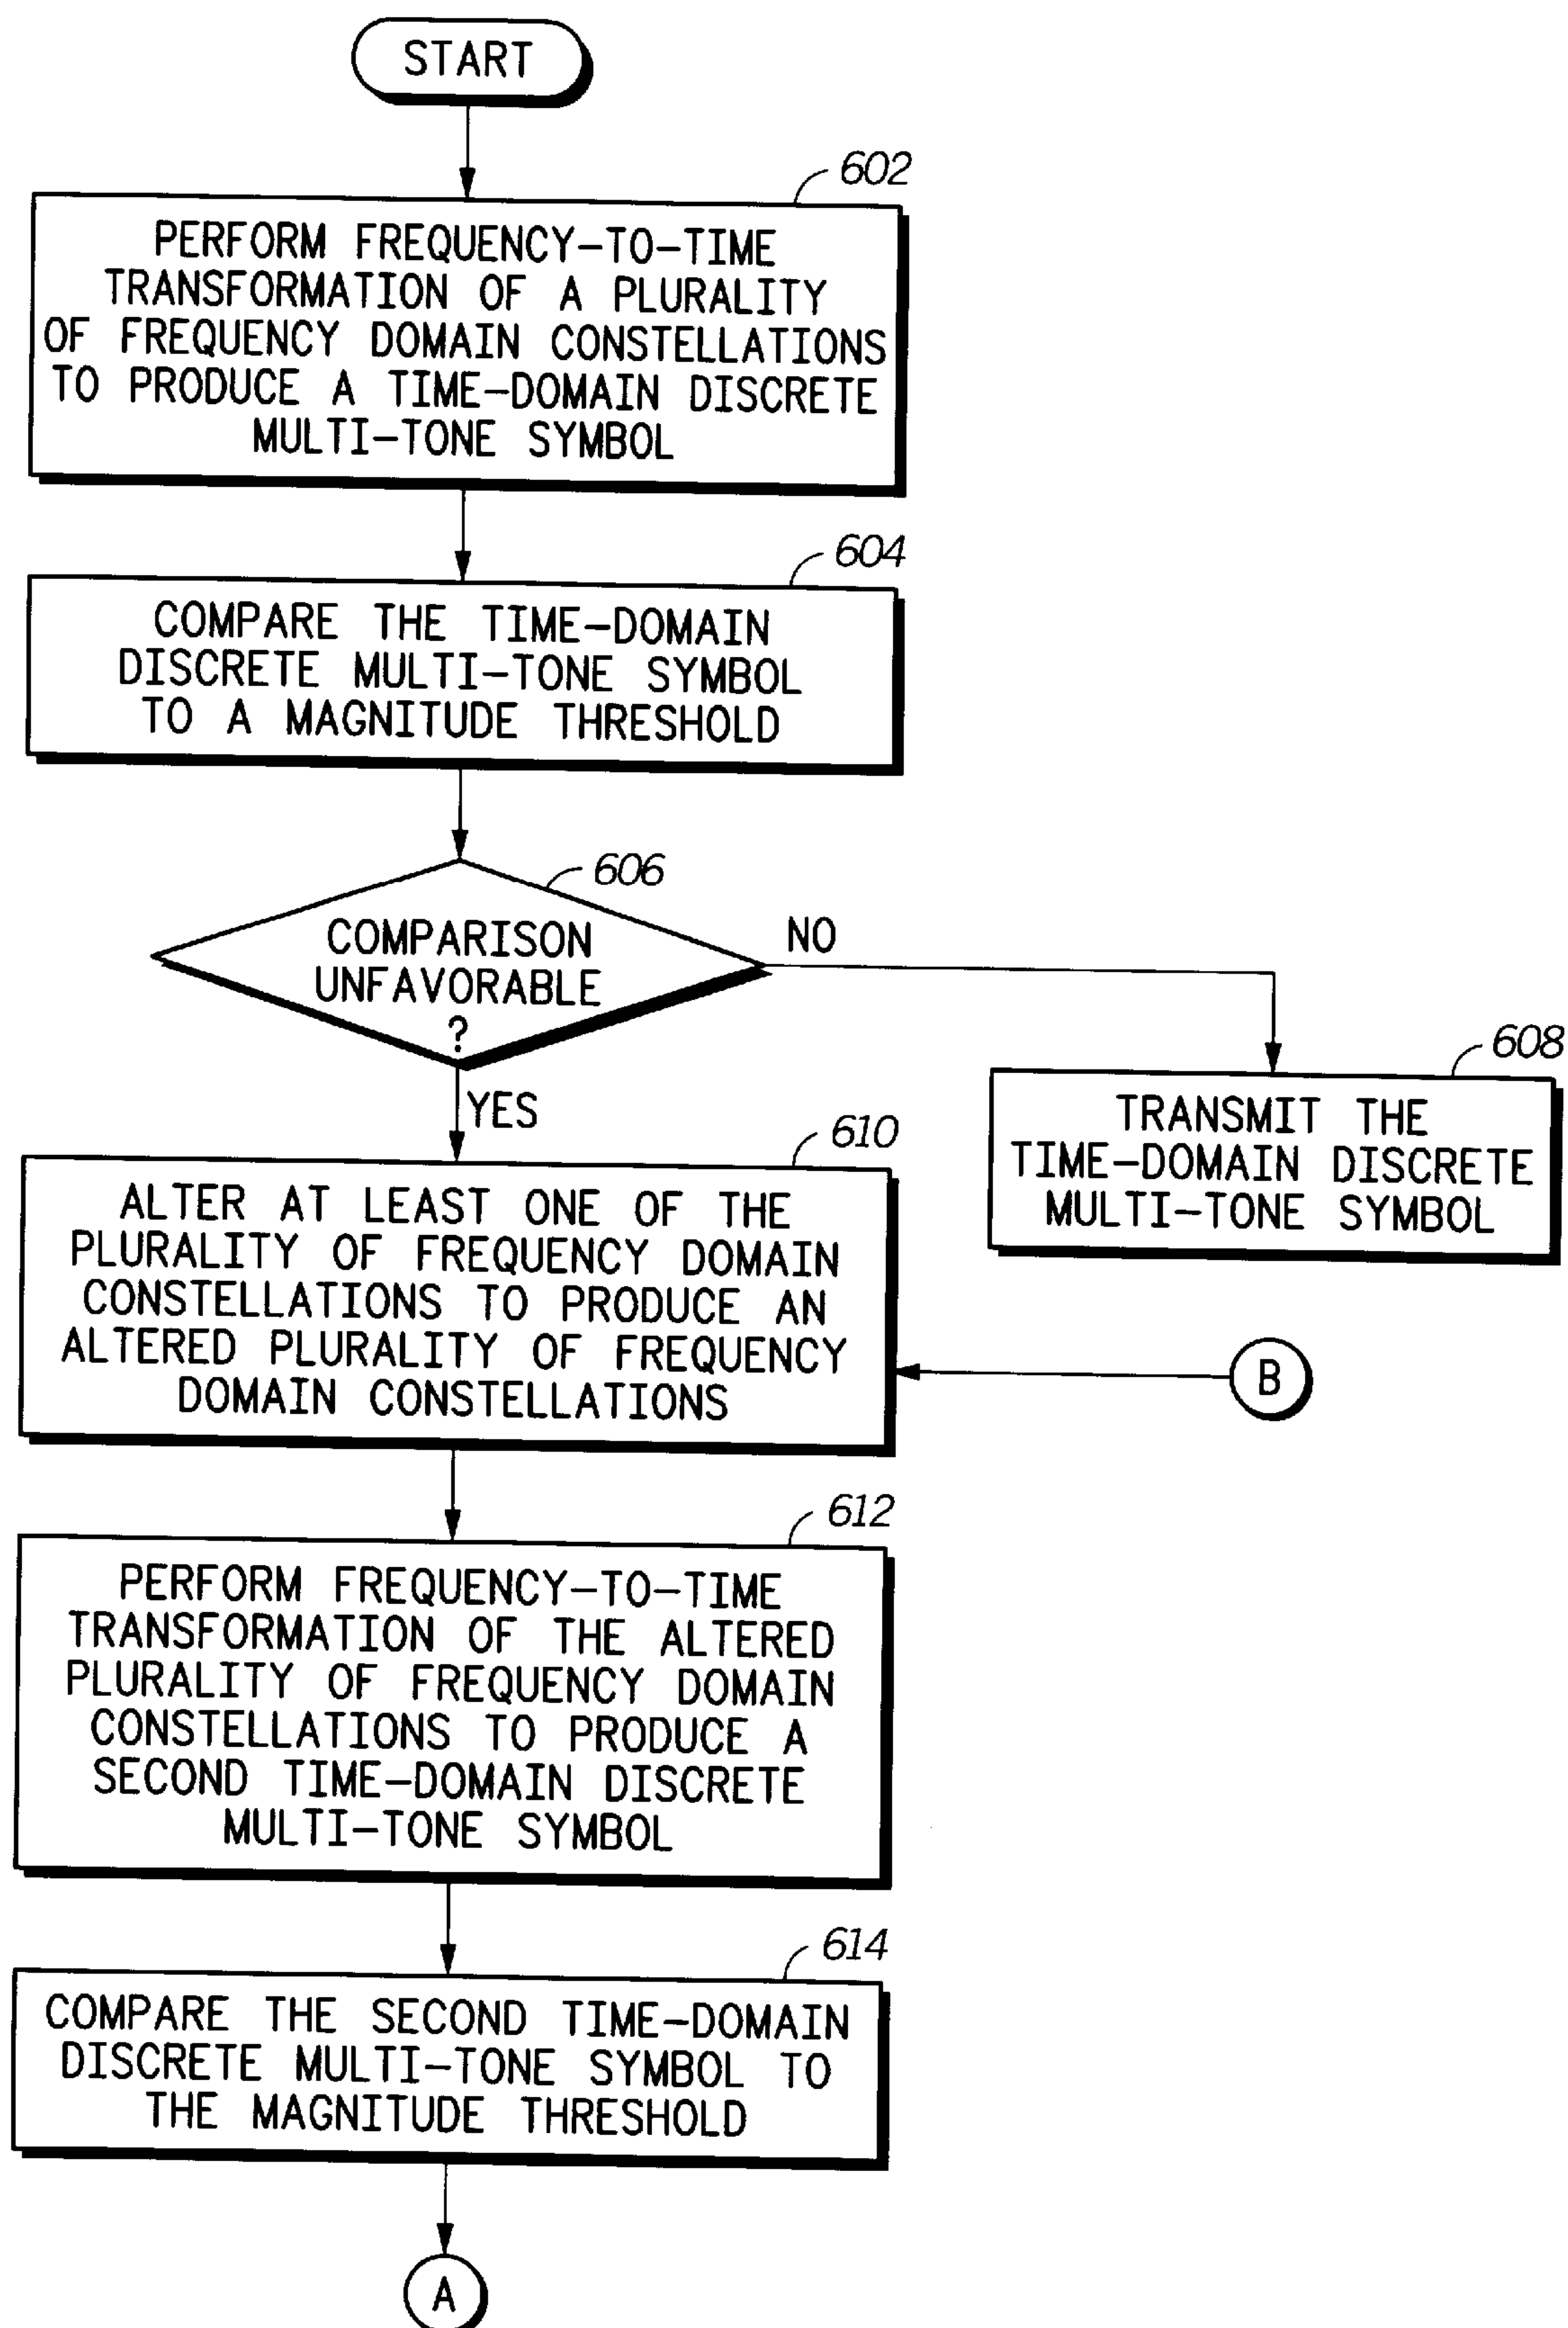 START
602
PERFORM FREQUENCY-TO-TIME
TRANSFORMATION OF A PLURALITY
OF FREQUENCY DOMAIN CONSTELLATIONS
TO PRODUCE A TIME-DOMAIN DISCRETE
MULTI-TONE SYMBOL
604
COMPARE THE TIME-DOMAIN
DISCRETE MULTI-TONE SYMBOL
TO A MAGNITUDE THRESHOLD
606
COMPARISON
UNFAVORABLE
?
NO
YES
608
TRANSMIT THE
TIME-DOMAIN DISCRETE
MULTI-TONE SYMBOL
610
ALTER AT LEAST ONE OF THE
PLURALITY OF FREQUENCY DOMAIN
CONSTELLATIONS TO PRODUCE AN
ALTERED PLURALITY OF FREQUENCY
DOMAIN CONSTELLATIONS
B
612
PERFORM FREQUENCY-TO-TIME
TRANSFORMATION OF THE ALTERED
PLURALITY OF FREQUENCY DOMAIN
CONSTELLATIONS TO PRODUCE A
SECOND TIME-DOMAIN DISCRETE
MULTI-TONE SYMBOL
614
COMPARE THE SECOND TIME-DOMAIN
DISCRETE MULTI-TONE SYMBOL TO
THE MAGNITUDE THRESHOLD
A